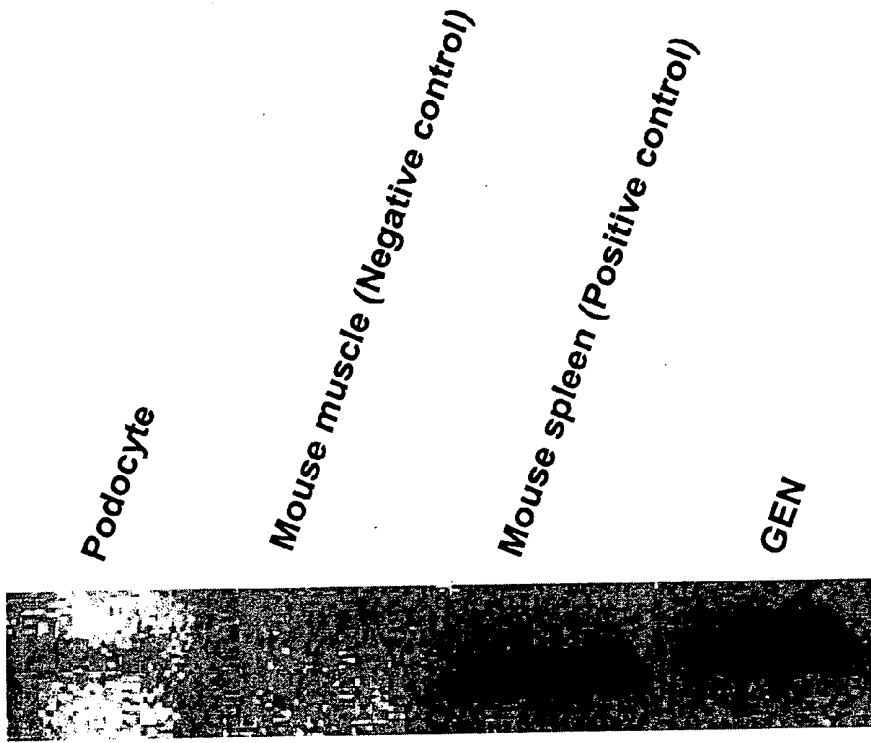 Podocyte
Mouse muscle (Negative control)
Mouse spleen (Positive control)
GEN